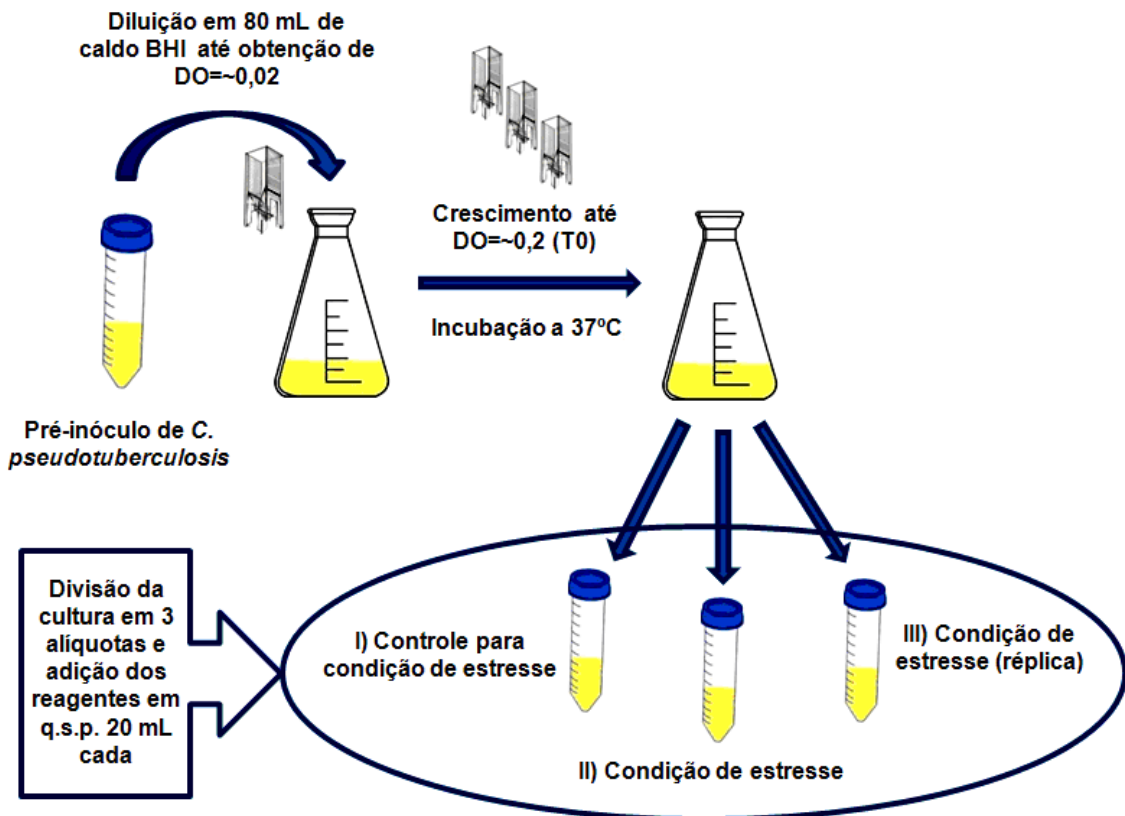 Diluição em 80 mL de
caldo BHI até obtenção de
DO=~0,02
Crescimento até
DO=~0,2 (T0)
Incubação a 37ºC
Pré-inóculo de C.
pseudotuberculosis
Divisão da
cultura em 3
alíquotas e
adição dos
reagentes em
q.s.p. 20 mL
cada
I) Controle para
condição de estresse
II) Condição de estresse
III) Condição de
estresse (réplica)